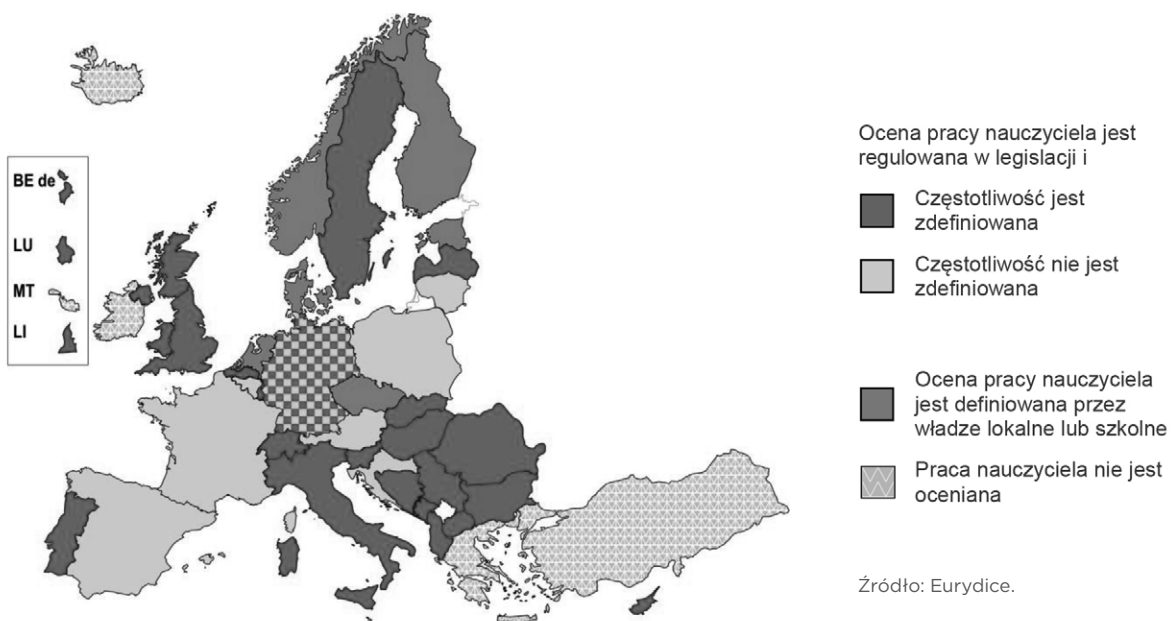 BE de
LU
MT
LI
Ocena pracy nauczyciela jest
regulowana w legislacji i
Częstotliwość jest
zdefiniowana
Częstotliwość nie jest
zdefiniowana
Ocena pracy nauczyciela
jest definiowana przez
władze lokalne lub szkolne
Praca nauczyciela nie jest
oceniana
Źródło: Eurydice.